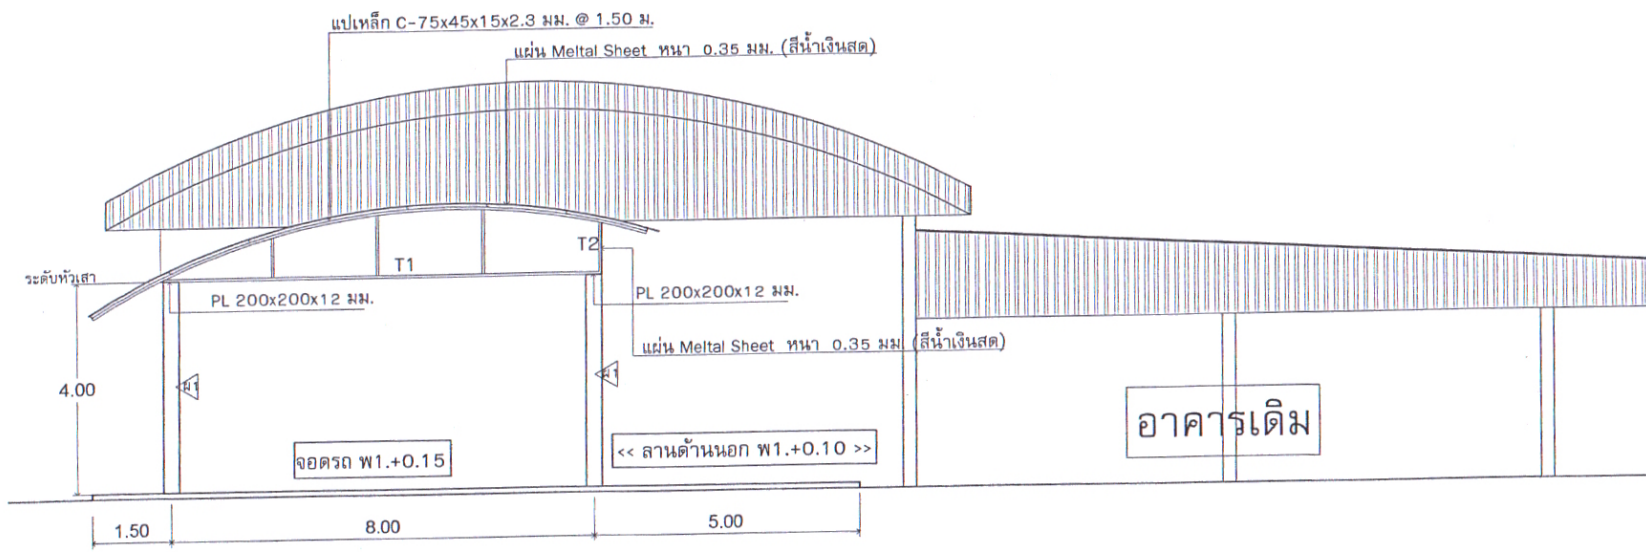 แปเหล็ก C-75x45x15x2.3 มม. @ 1.50 ม.
แผ่น Meltal Sheet หนา 0.35 มม. (สีน้ำเงินสด)
T2
T1
ระดับหัวเสา
PL 200x200x12 มม.
PL 200x200x12 มม.
แผ่น Meltal Sheet หนา 0.35 มม. (สีน้ำเงินสด)
4.00
ผ1
ผ1
อาคารเดิม
จอดรถ พ1.+0.15
<< ลานด้านนอก พ1.+0.10 >>
1.50
8.00
5.00